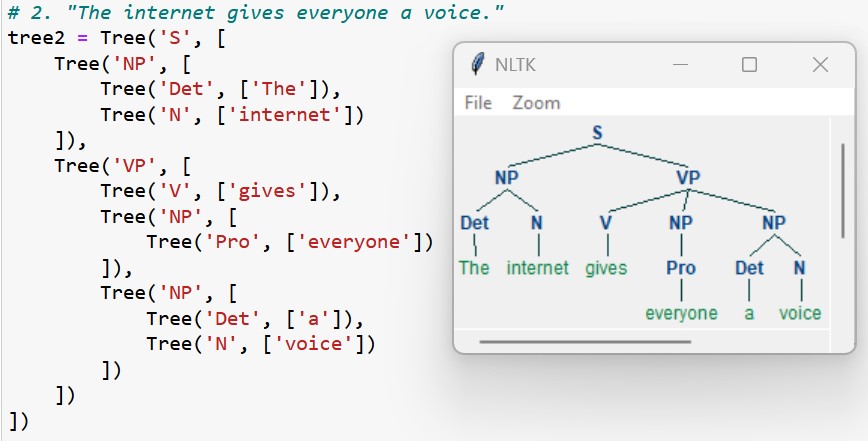 # 2. "The internet gives everyone a voice."
tree2 = Tree('S', [
    Tree('NP', [
        Tree('Det', ['The']),
        Tree('N', ['internet'])
    ]),
    Tree('VP', [
        Tree('V', ['gives']),
        Tree('NP', [
            Tree('Pro', ['everyone'])
        ]),
        Tree('NP', [
            Tree('Det', ['a']),
            Tree('N', ['voice'])
        ])
    ])
])
NLTK
File Zoom
S
NP VP
Det N V NP NP
The internet gives Pro Det N
everyone a voice